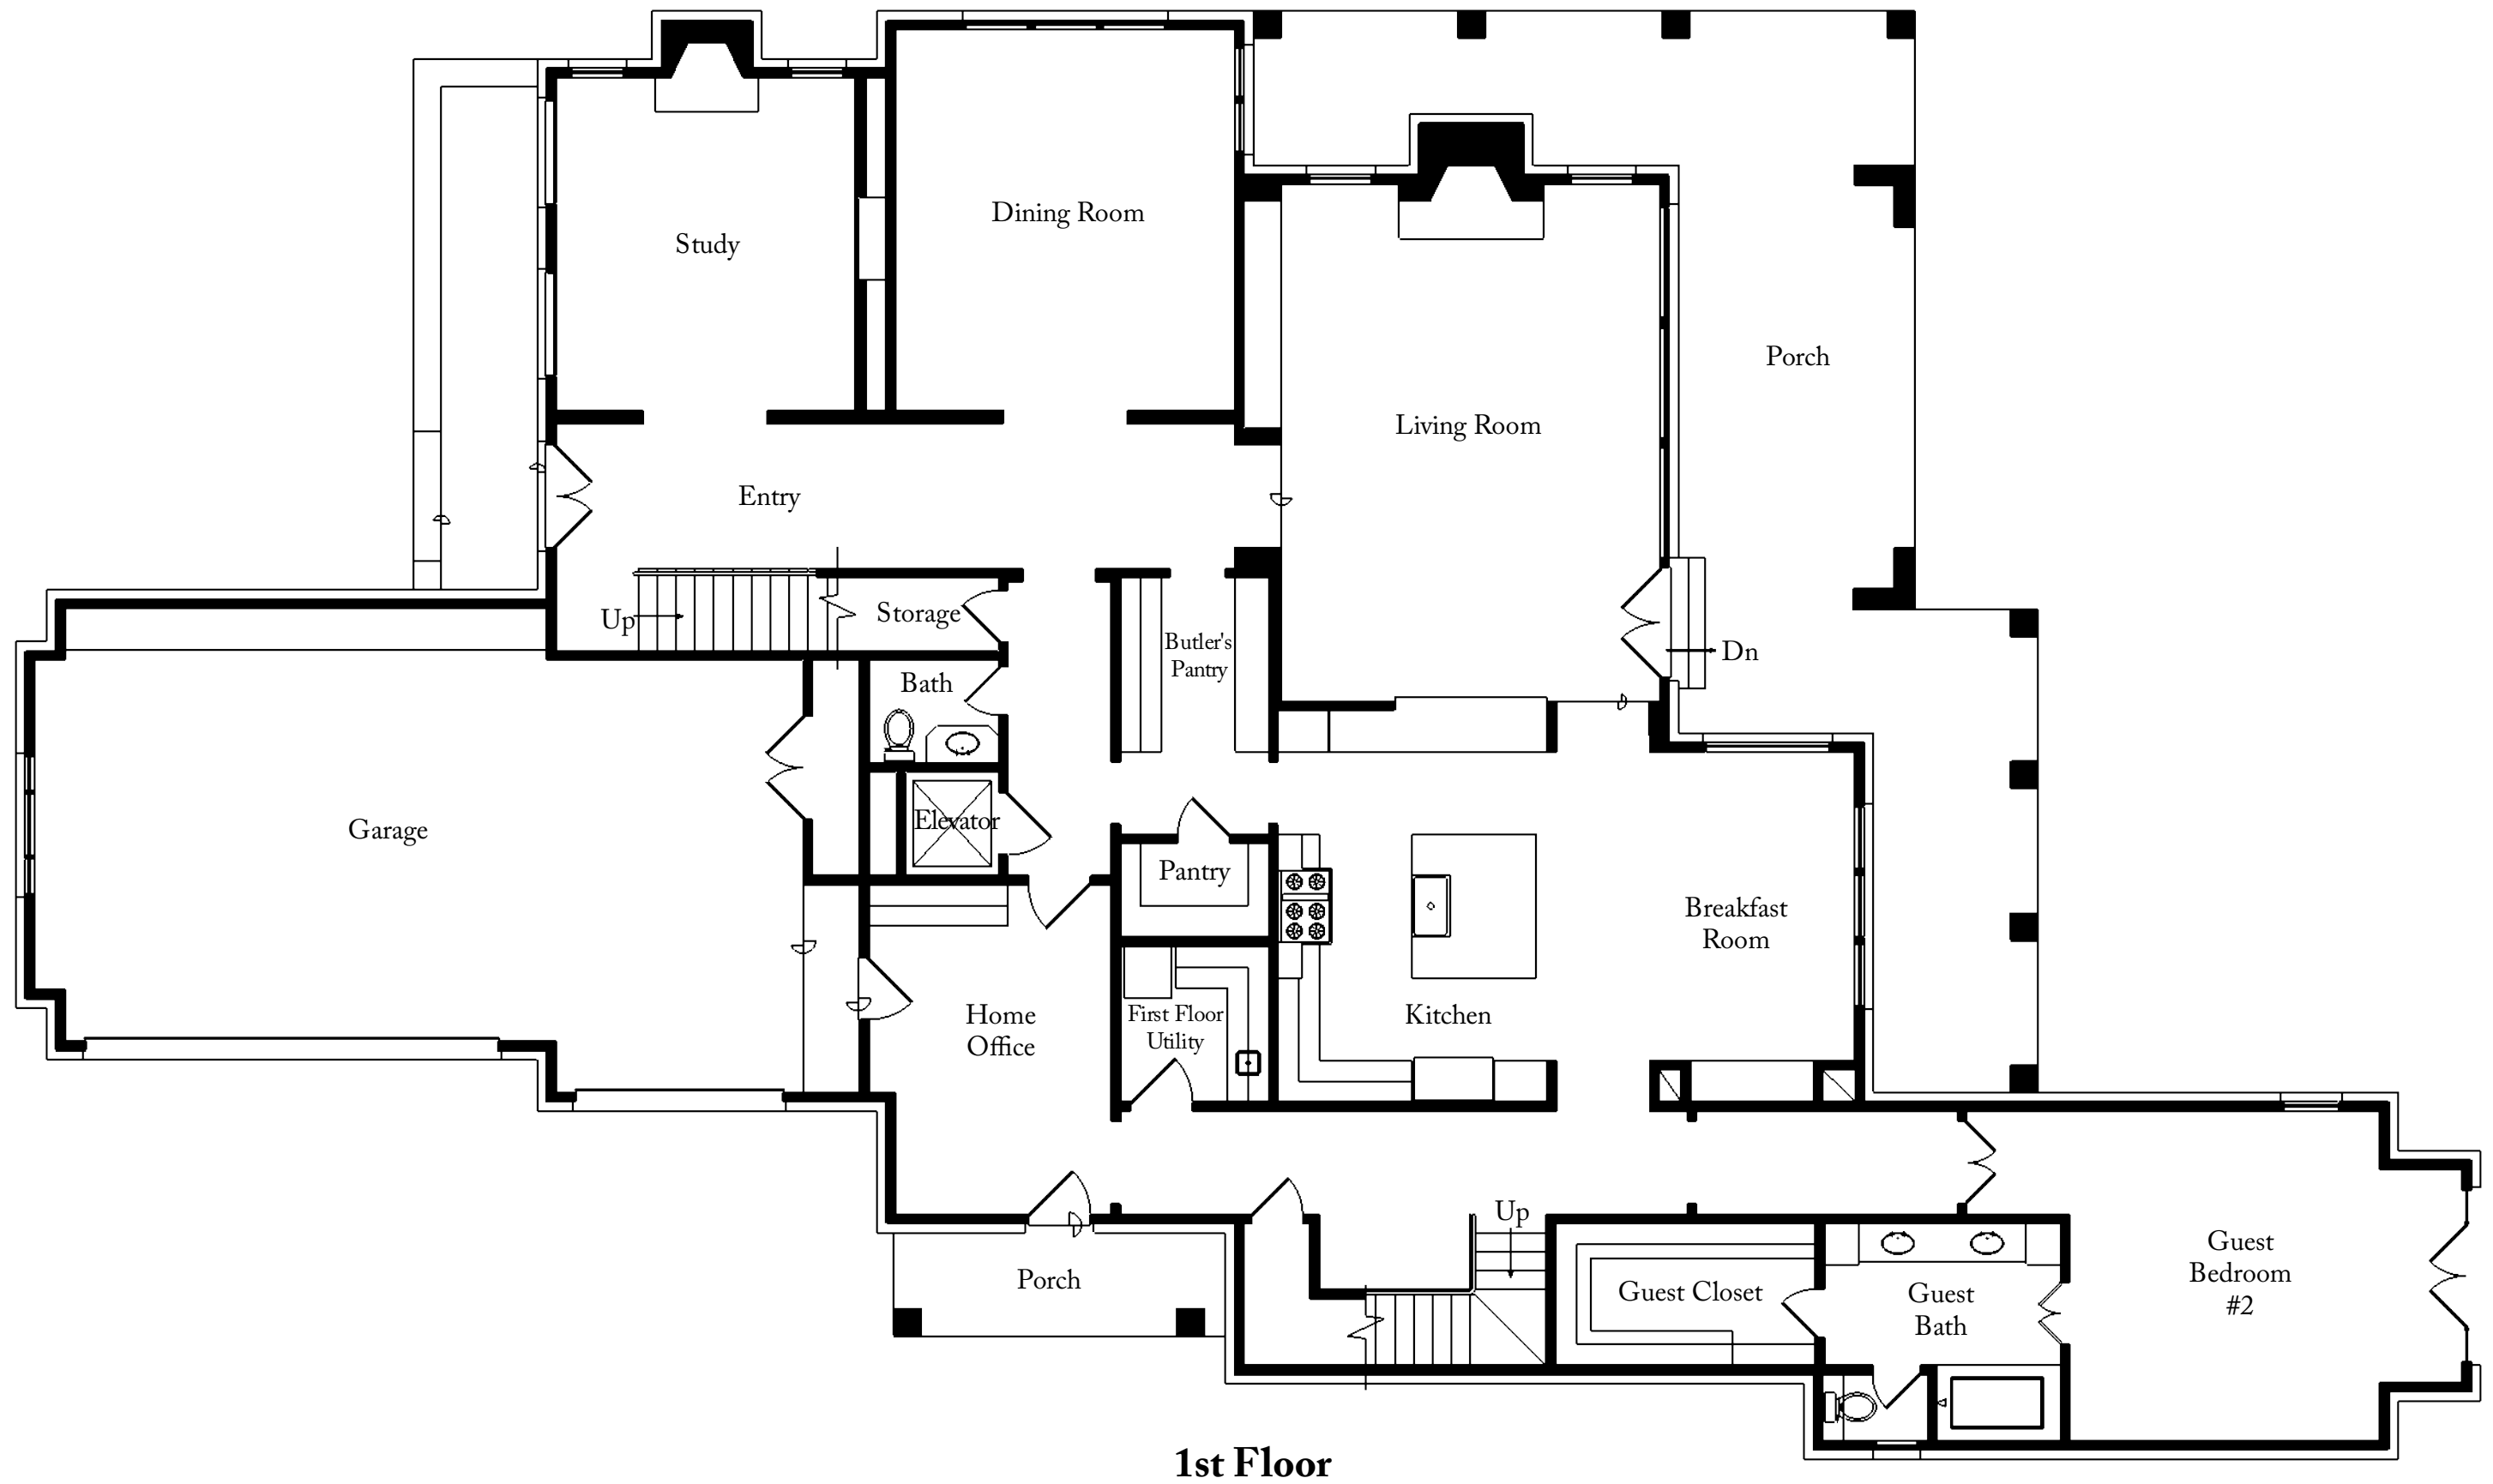 Dining Room
Study
Porch
Living Room
Entry
Up
Storage
Butler's
Pantry
Dn
Bath
Elevator
Garage
Pantry
Breakfast
Room
Home
Office
First Floor
Utility
Kitchen
Up
Porch
Guest Closet
Guest
Bath
Guest
Bedroom
#2
1st Floor